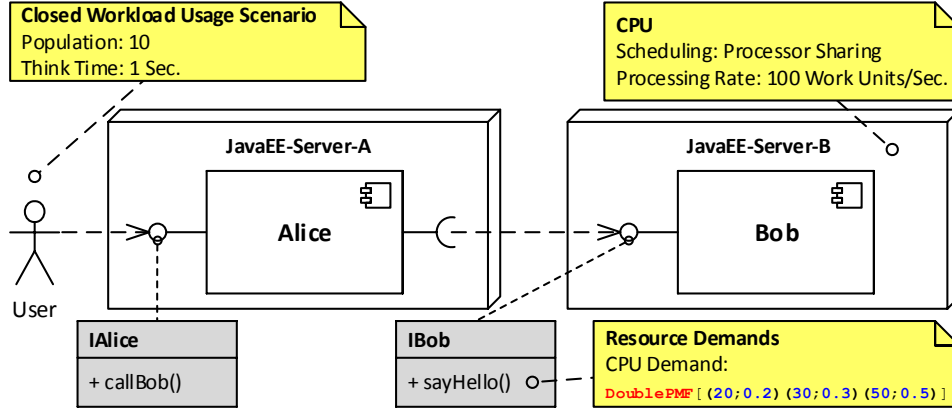 Closed Workload Usage Scenario
Population: 10
Think Time: 1 Sec.
CPU
Scheduling: Processor Sharing
Processing Rate: 100 Work Units/Sec.
JavaEE-Server-A
JavaEE-Server-B
Alice
Bob
User
IAlice
+ callBob()
IBob
+ sayHello()
Resource Demands
CPU Demand:
DoublePMF[(20;0.2)(30;0.3)(50;0.5)]